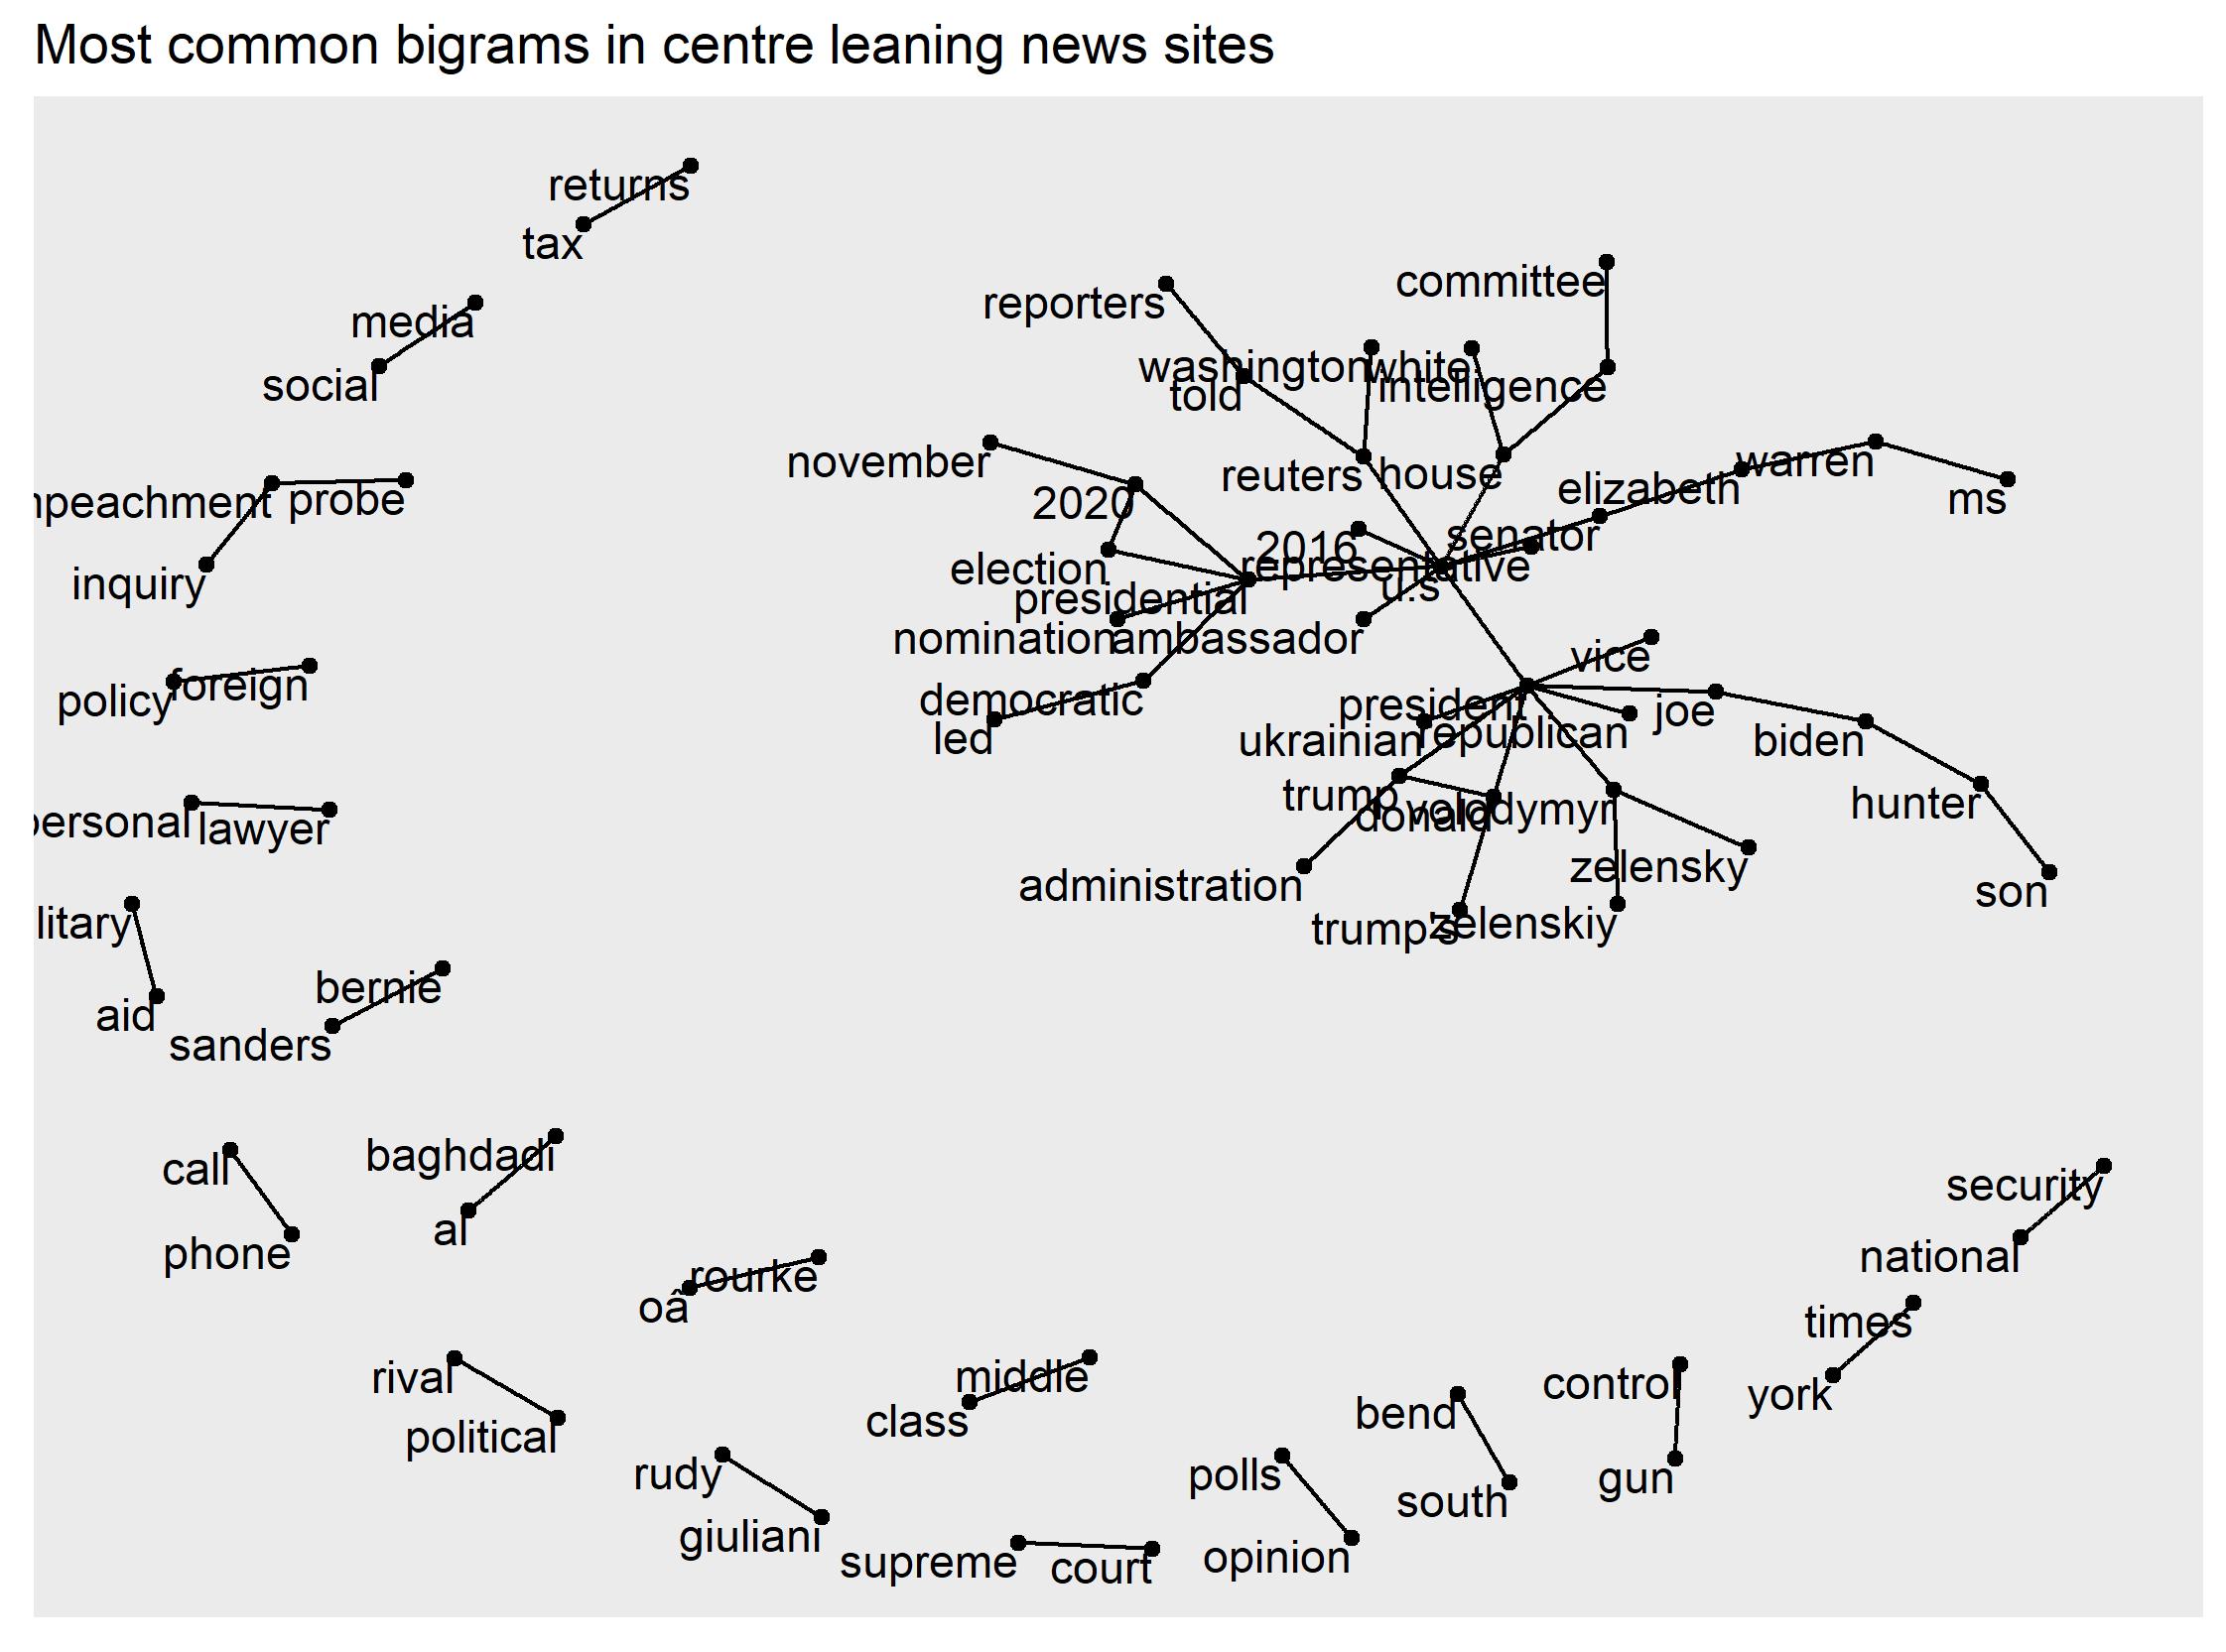 Most common bigrams in centre leaning news sites
returns
tax
committee
reporters
media
washington
white
social
intelligence
told
november
warren
reuters
house
elizabeth
ms
mpeachment
probe
2020
senator
2016
representative
election
inquiry
u.s
presidential
nomination
ambassador
vice
foreign
policy
democratic
president
joe
republican
led
ukrainian
biden
trump
volodymyr
donald
hunter
personal
lawyer
zelensky
administration
son
litary
trump's
zelenskiy
bernie
aid
sanders
baghdadi
call
security
al
phone
national
rourke
oâ
times
rival
middle
control
york
class
bend
political
rudy
polls
gun
south
giuliani
opinion
supreme
court